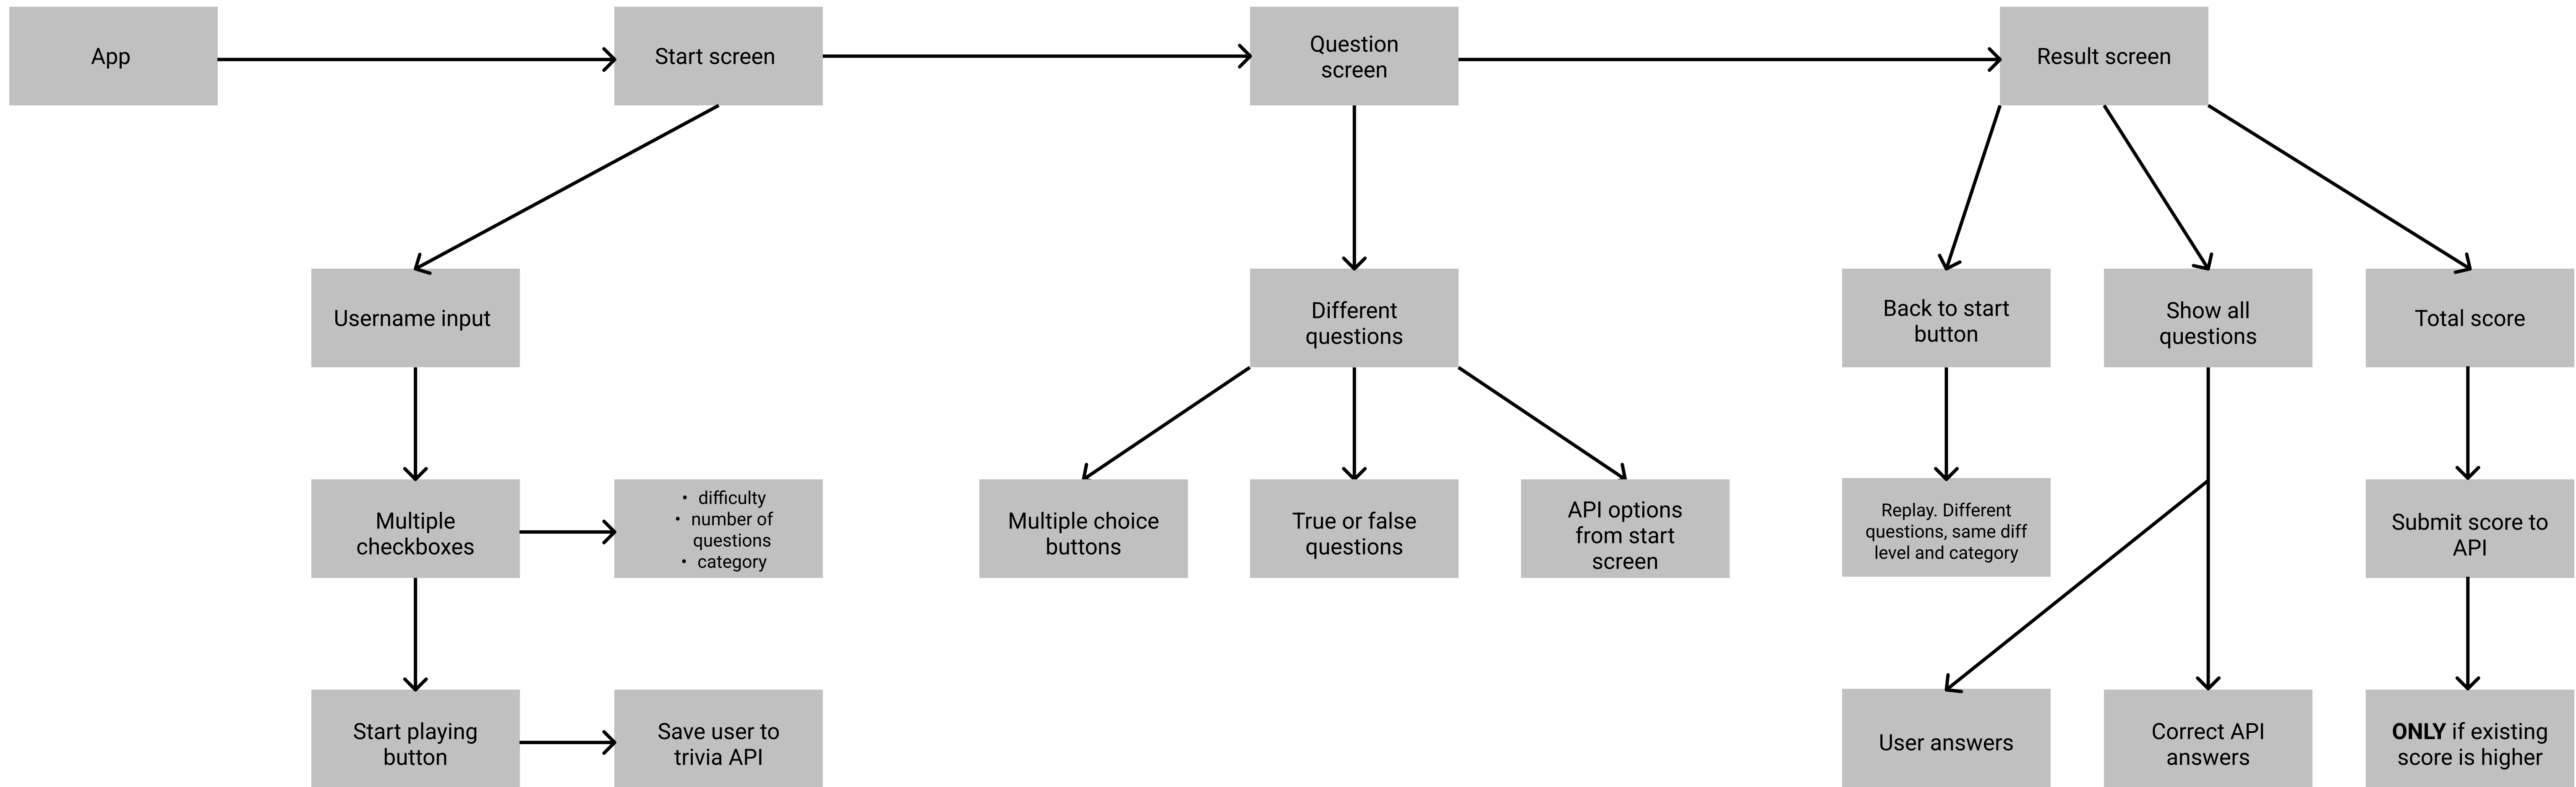 App
Start screen
Question
screen
Result screen
Username input
Different
questions
Back to start
button
Show all
questions
Total score
Multiple
checkboxes
• difficulty
• number of
questions
• category
Multiple choice
buttons
True or false
questions
API options
from start
screen
Replay. Different
questions, same diff
level and category
Submit score to
API
Start playing
button
Save user to
trivia API
User answers
Correct API
answers
ONLY if existing
score is higher